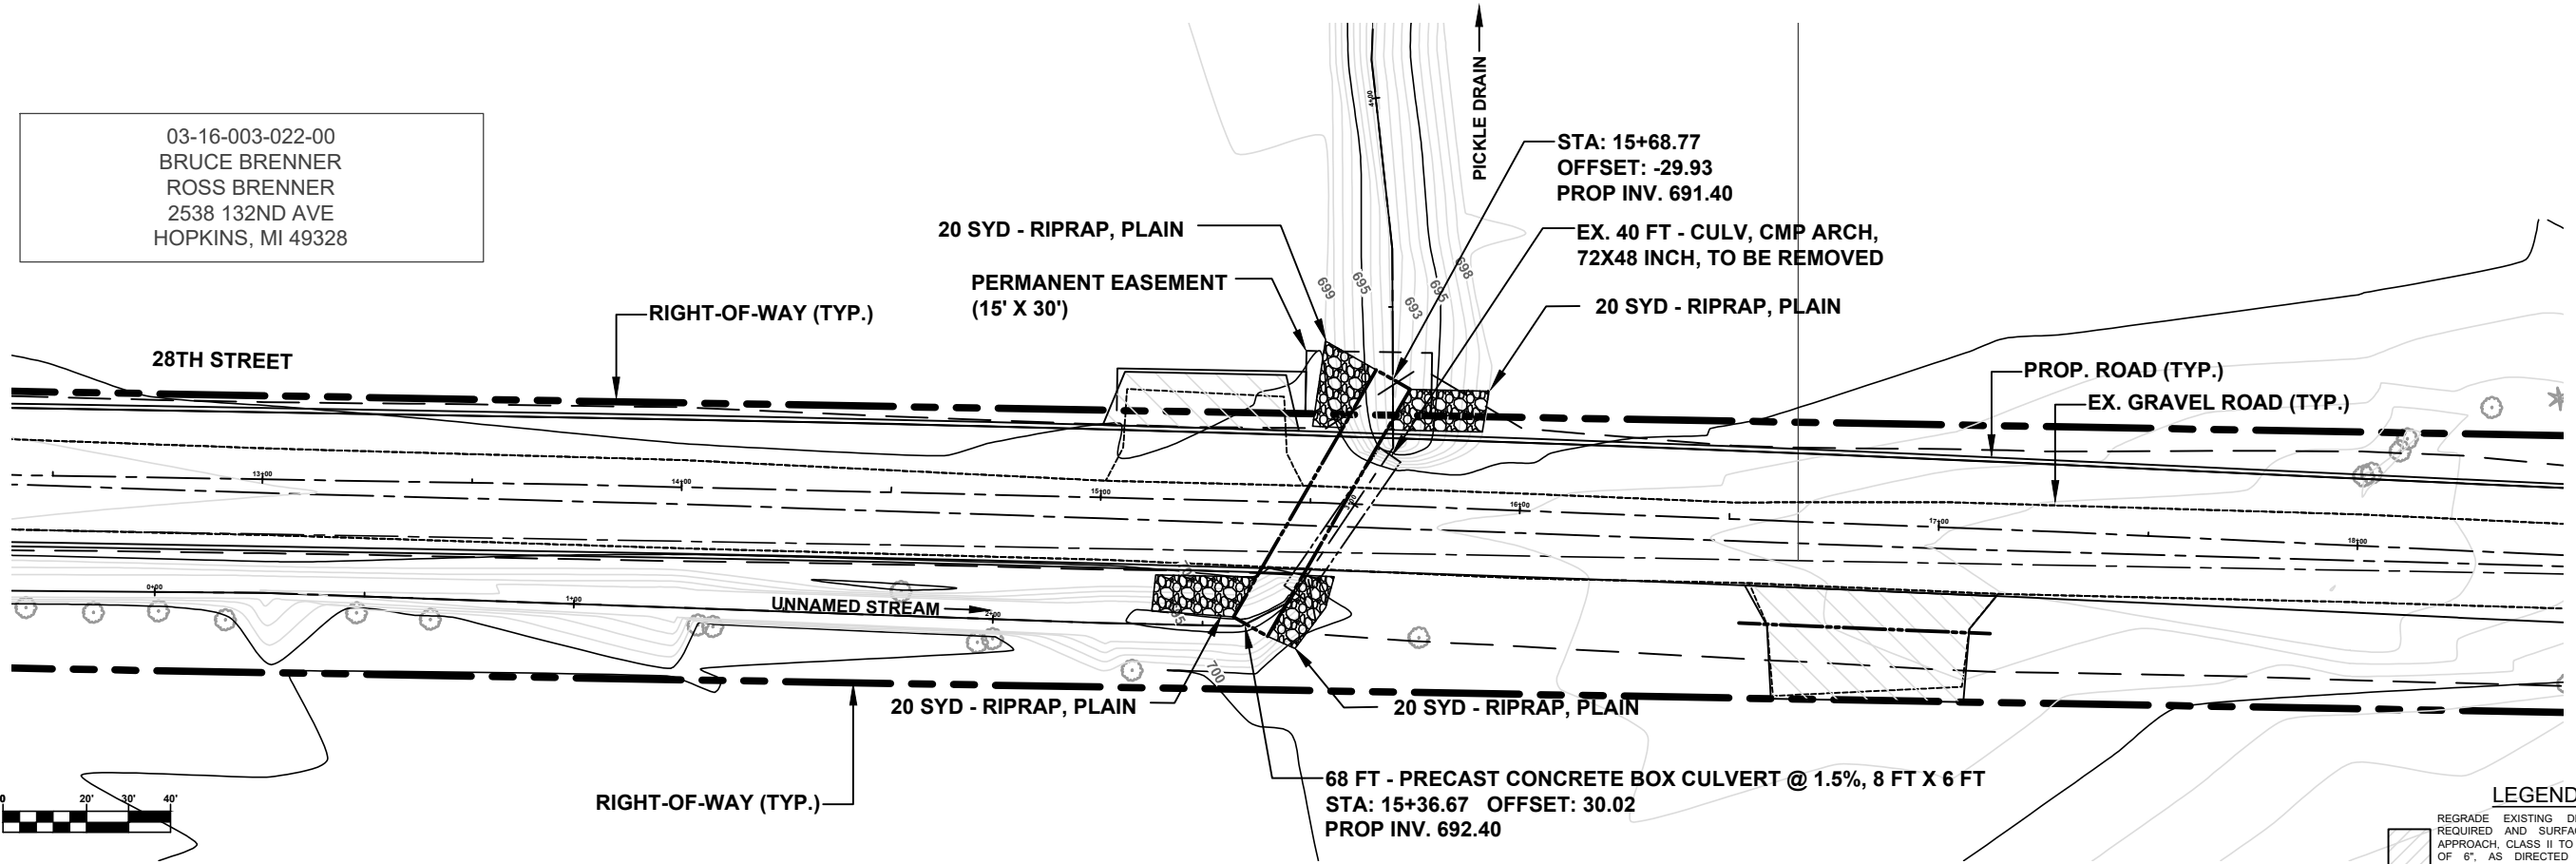 03-16-003-022-00
BRUCE BRENNER
ROSS BRENNER
2538 132ND AVE
HOPKINS, MI 49328
PICKLE DRAIN
4+00
STA: 15+68.77
OFFSET: -29.93
PROP INV. 691.40
20 SYD - RIPRAP, PLAIN
EX. 40 FT - CULV, CMP ARCH,
72X48 INCH, TO BE REMOVED
PERMANENT EASEMENT
(15' X 30')
699
695
693
695
698
20 SYD - RIPRAP, PLAIN
RIGHT-OF-WAY (TYP.)
28TH STREET
PROP. ROAD (TYP.)
EX. GRAVEL ROAD (TYP.)
13+00
14+00
15+00
16+00
17+00
18+00
0+00
1+00
UNNAMED STREAM
2+00
700
20 SYD - RIPRAP, PLAIN
20 SYD - RIPRAP, PLAIN
68 FT - PRECAST CONCRETE BOX CULVERT @ 1.5%, 8 FT X 6 FT
STA: 15+36.67 OFFSET: 30.02
PROP INV. 692.40
RIGHT-OF-WAY (TYP.)
0 20' 30' 40'
LEGEND
REGRADE EXISTING
REQUIRED AND
APPROACH, CLASS II TO
OF 6", AS DIRECTED